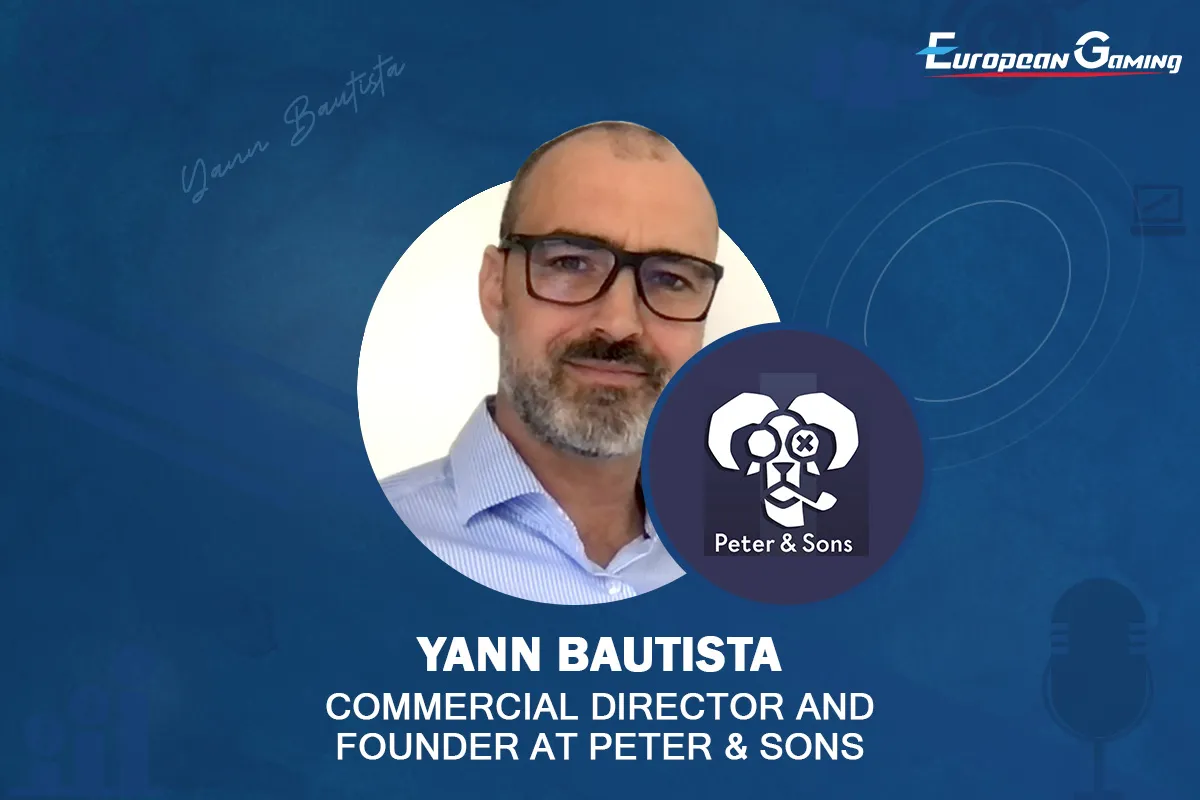 European Gaming
Yann Bautista
Peter & Sons
YANN BAUTISTA
COMMERCIAL DIRECTOR AND
FOUNDER AT PETER & SONS